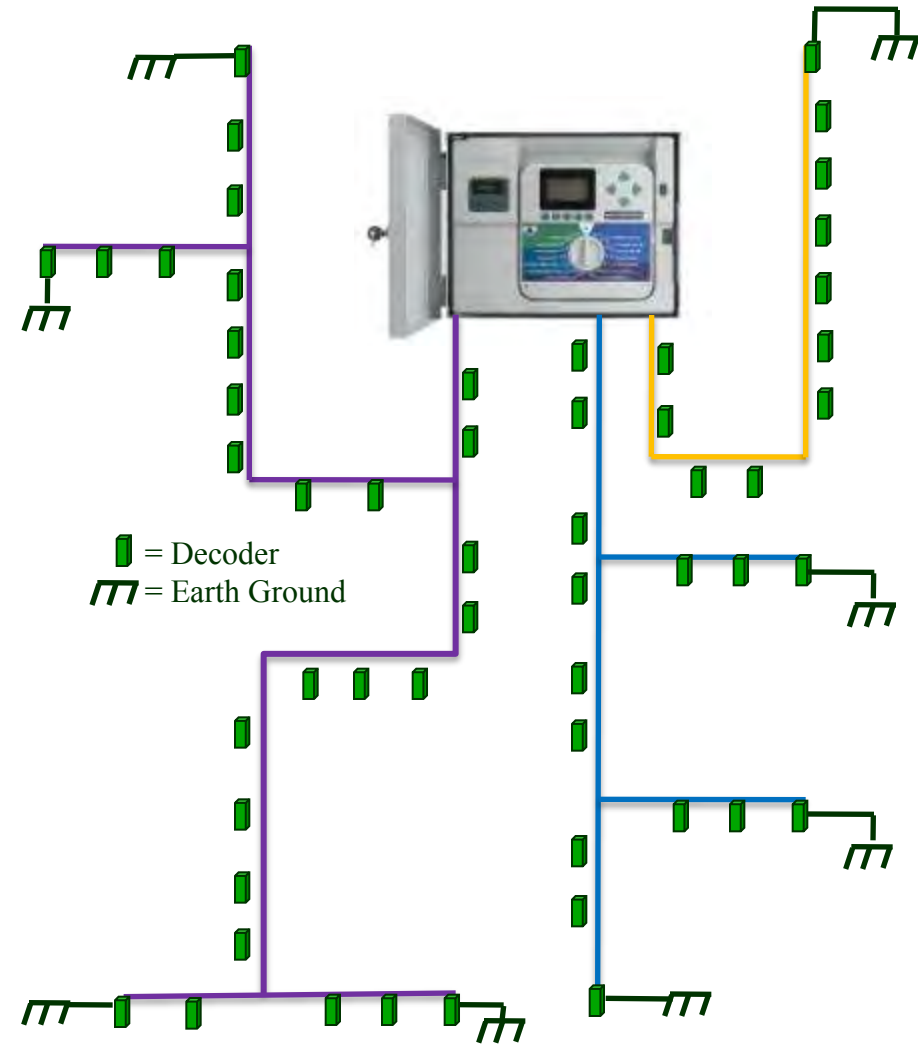 = Decoder
= Earth Ground